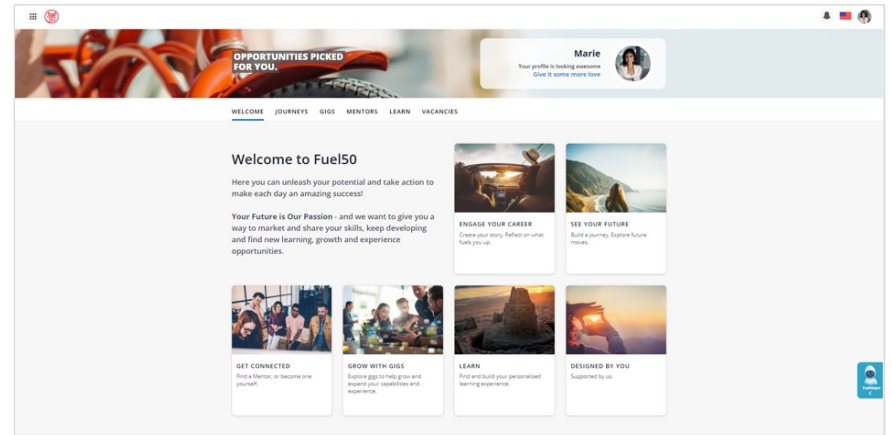 OPPORTUNITIES PICKED
FOR YOU.
Marie
Your profile is looking awesome
Give it some more love
WELCOME JOURNEYS GIGS MENTORS LEARN VACANCIES
Welcome to Fuel50
Here you can unleash your potential and take action to
make each day an amazing success!
Your Future is Our Passion - and we want to give you a
way to market and share your skills, keep developing
and find new learning, growth and experience
opportunities.
ENGAGE YOUR CAREER
Create your story. Reflect on what
fuels you up.
SEE YOUR FUTURE
Build a journey. Explore future
moves.
GET CONNECTED
Find a Mentor, or become one
yourself.
GROW WITH GIGS
Explore gigs to help grow and
expand your capabilities and
experience.
LEARN
Find and build your personalised
learning experience.
DESIGNED BY YOU
Supported by us.